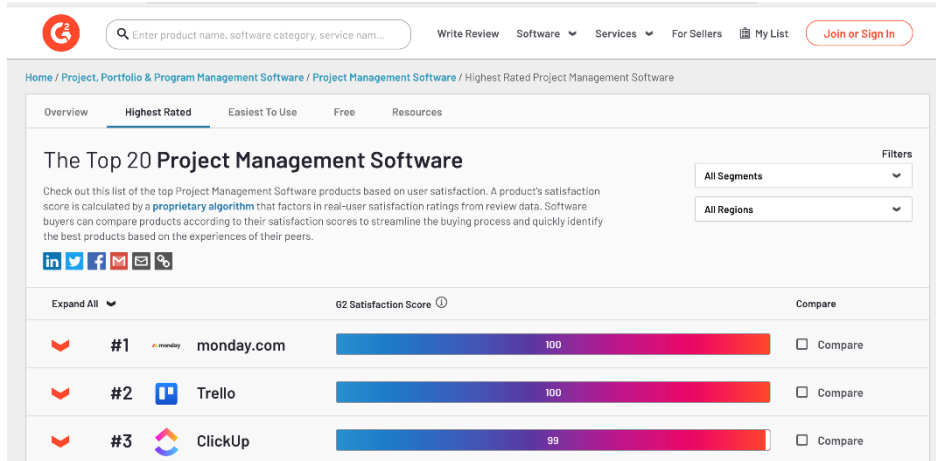 G2
Enter product name, software category, service nam...
Write Review Software Services For Sellers My List Join or Sign In
Home / Project, Portfolio & Program Management Software / Project Management Software / Highest Rated Project Management Software
Overview Highest Rated Easiest To Use Free Resources
The Top 20 Project Management Software
Filters
All Segments
All Regions
Check out this list of the top Project Management Software products based on user satisfaction. A product's satisfaction
score is calculated by a proprietary algorithm that factors in real-user satisfaction ratings from review data. Software
buyers can compare products according to their satisfaction scores to streamline the buying process and quickly identify
the best products based on the experiences of their peers.
in f M
Expand All G2 Satisfaction Score Compare
#1 monday monday.com 100 Compare
#2 Trello 100 Compare
#3 ClickUp 99 Compare